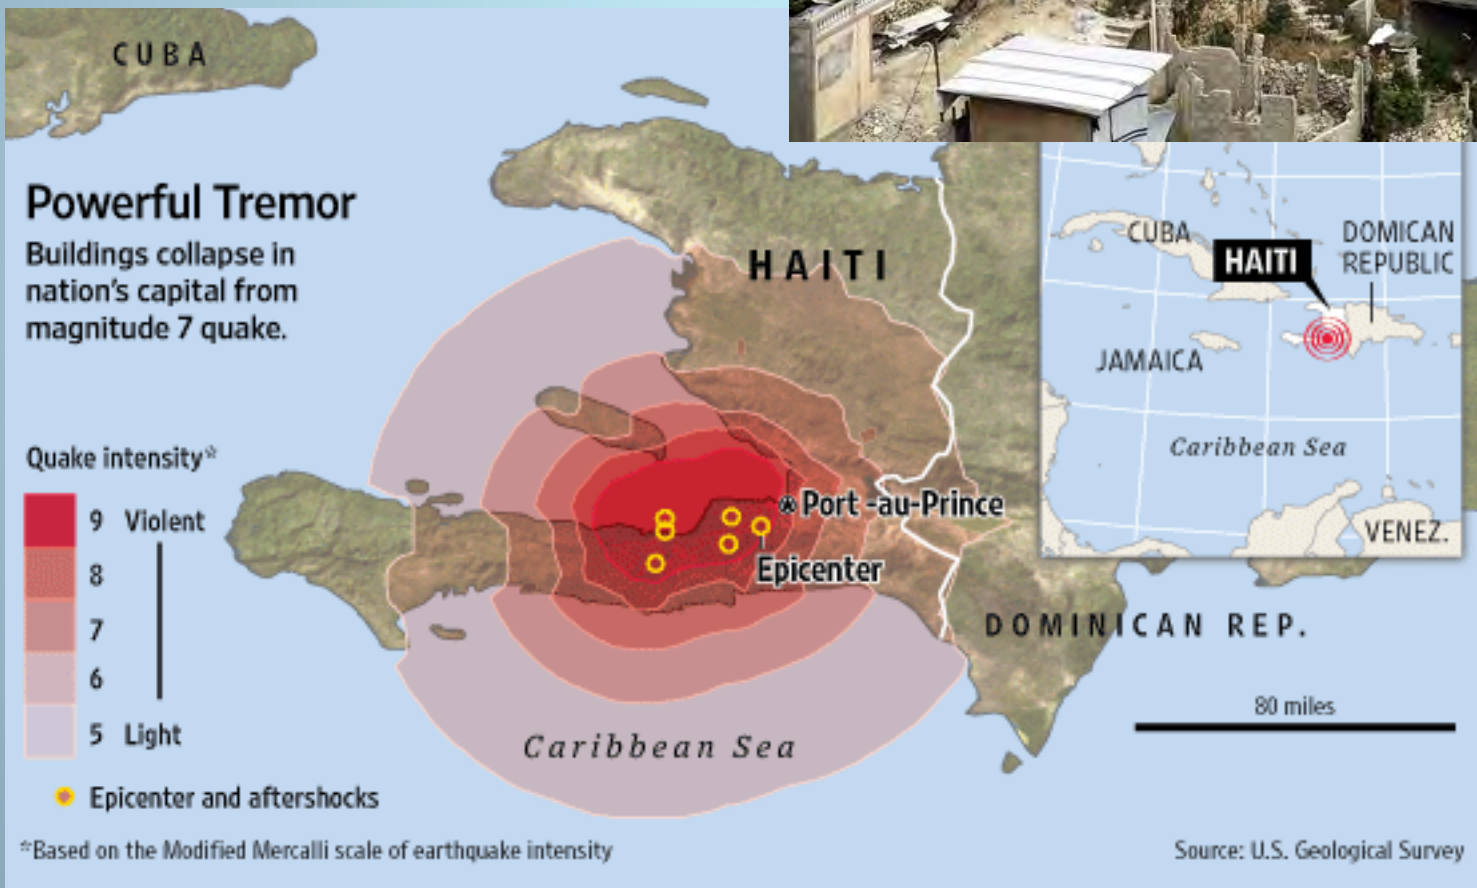 CUBA
Powerful Tremor
Buildings collapse in
nation's capital from
magnitude 7 quake.
HAITI
Quake intensity*
9 Violent
8
7
6
5 Light
Epicenter and aftershocks
*Based on the Modified Mercalli scale of earthquake intensity
Port -au-Prince
Epicenter
Caribbean Sea
DOMINICAN REP.
80 miles
Source: U.S. Geological Survey
CUBA
HAITI
DOMICAN
REPUBLIC
JAMAICA
Caribbean Sea
VENEZ.